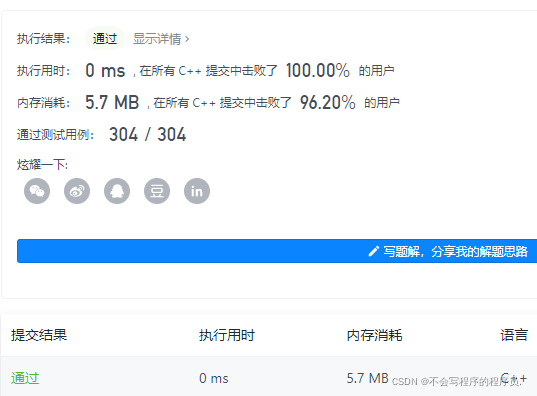 执行结果： 通过 显示详情 ›
执行用时： 0 ms , 在所有 C++ 提交中击败了 100.00% 的用户
内存消耗： 5.7 MB , 在所有 C++ 提交中击败了 96.20% 的用户
通过测试用例： 304 / 304
炫耀一下:
豆 in
写题解，分享我的解题思路
提交结果 执行用时 内存消耗 语言
通过 0 ms 5.7 MB C++
CSDN @不会写程序的程序员.